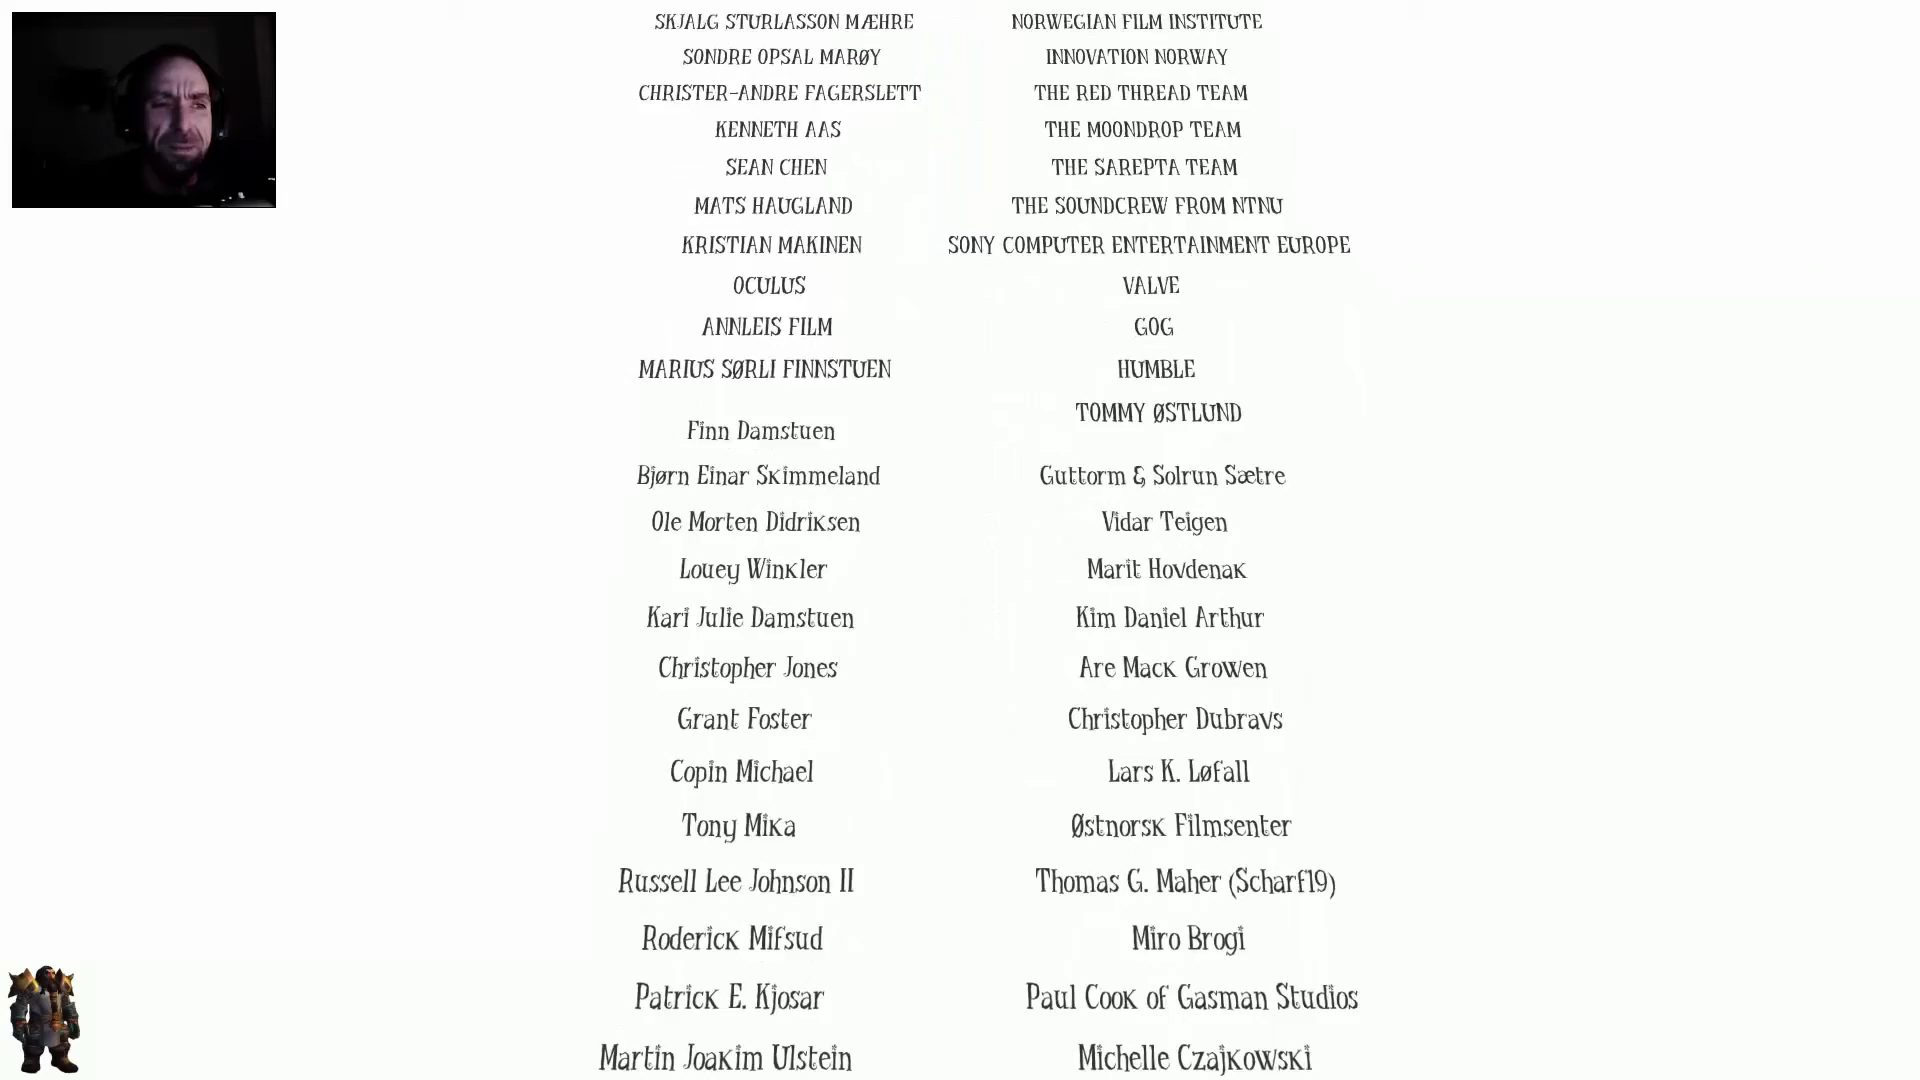 SKJALG STURLASSON MÆHRE
SONDRE OPSAL MARØY
CHRISTER-ANDRE FAGERSLETT
KENNETH AAS
SEAN CHEN
MATS HAUGLAND
KRISTIAN MAKINEN
OCULUS
ANNLEIS FILM
MARIUS SØRLI FINNSTUEN
Finn Damstuen
Bjørn Einar Skimmeland
Ole Morten Didriksen
Louey Winkler
Kari Julie Damstuen
Christopher Jones
Grant Foster
Copin Michael
Tony Mika
Russell Lee Johnson II
Roderick Mifsud
Patrick E. Kjosar
Martin Joakim Ulstein
NORWEGIAN FILM INSTITUTE
INNOVATION NORWAY
THE RED THREAD TEAM
THE MOONDROP TEAM
THE SAREPTA TEAM
THE SOUNDCREW FROM NTNU
SONY COMPUTER ENTERTAINMENT EUROPE
VALVE
GOG
HUMBLE
TOMMY ØSTLUND
Guttorm & Solrun Sætre
Vidar Teigen
Marit Hovdenak
Kim Daniel Arthur
Are Mack Growen
Christopher Dubravs
Lars K. Løfall
Østnorsk Filmsenter
Thomas G. Maher (Scharf19)
Miro Brogi
Paul Cook of Gasman Studios
Michelle Czajkowski